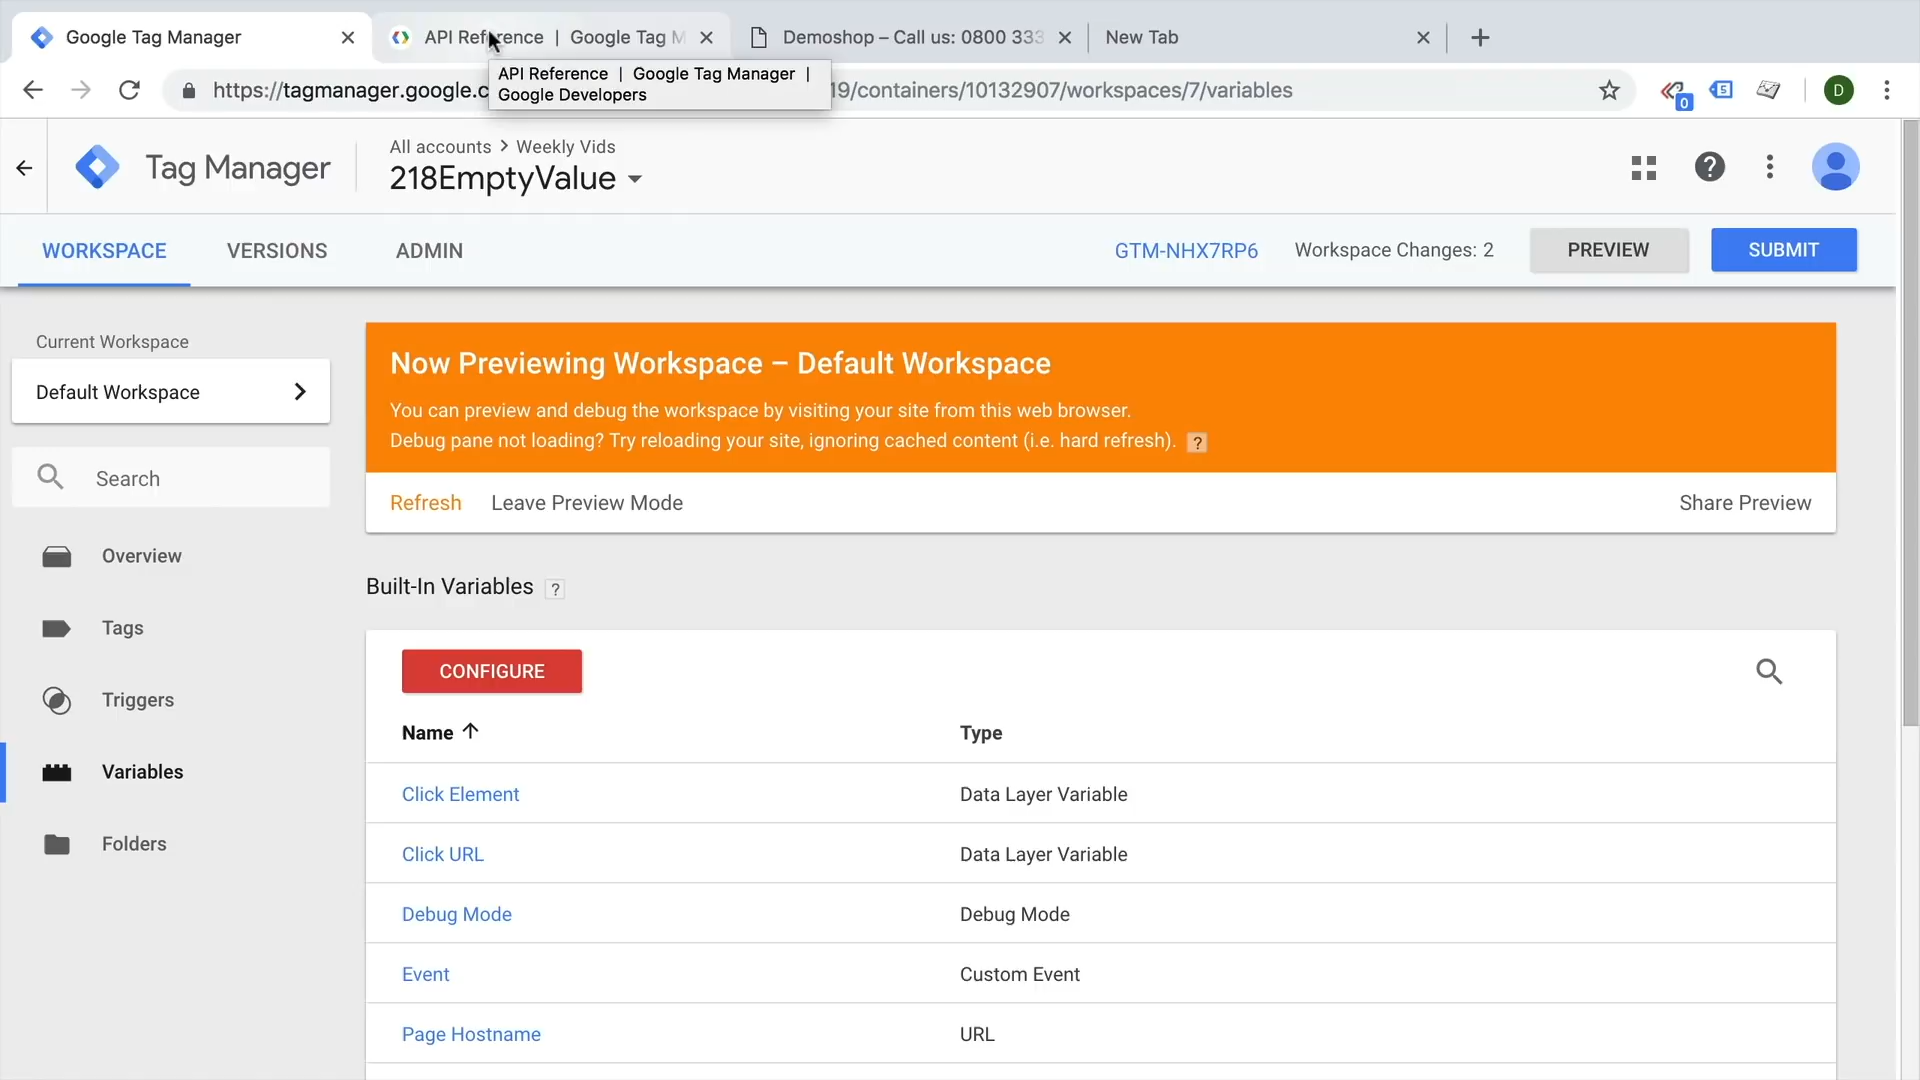 Google Tag Manager
API Reference | Google Tag M
Demoshop – Call us: 0800 333
New Tab
https://tagmanager.google.c
19/containers/10132907/workspaces/7/variables
API Reference | Google Tag Manager |
Google Developers
0
5
D
Tag Manager
All accounts > Weekly Vids
218EmptyValue
WORKSPACE
VERSIONS
ADMIN
GTM-NHX7RP6
Workspace Changes: 2
PREVIEW
SUBMIT
Current Workspace
Default Workspace
Search
Overview
Tags
Triggers
Variables
Folders
Now Previewing Workspace – Default Workspace
You can preview and debug the workspace by visiting your site from this web browser.
Debug pane not loading? Try reloading your site, ignoring cached content (i.e. hard refresh). ?
Refresh
Leave Preview Mode
Share Preview
Built-In Variables ?
CONFIGURE
Name
Type
Click Element
Data Layer Variable
Click URL
Data Layer Variable
Debug Mode
Debug Mode
Event
Custom Event
Page Hostname
URL